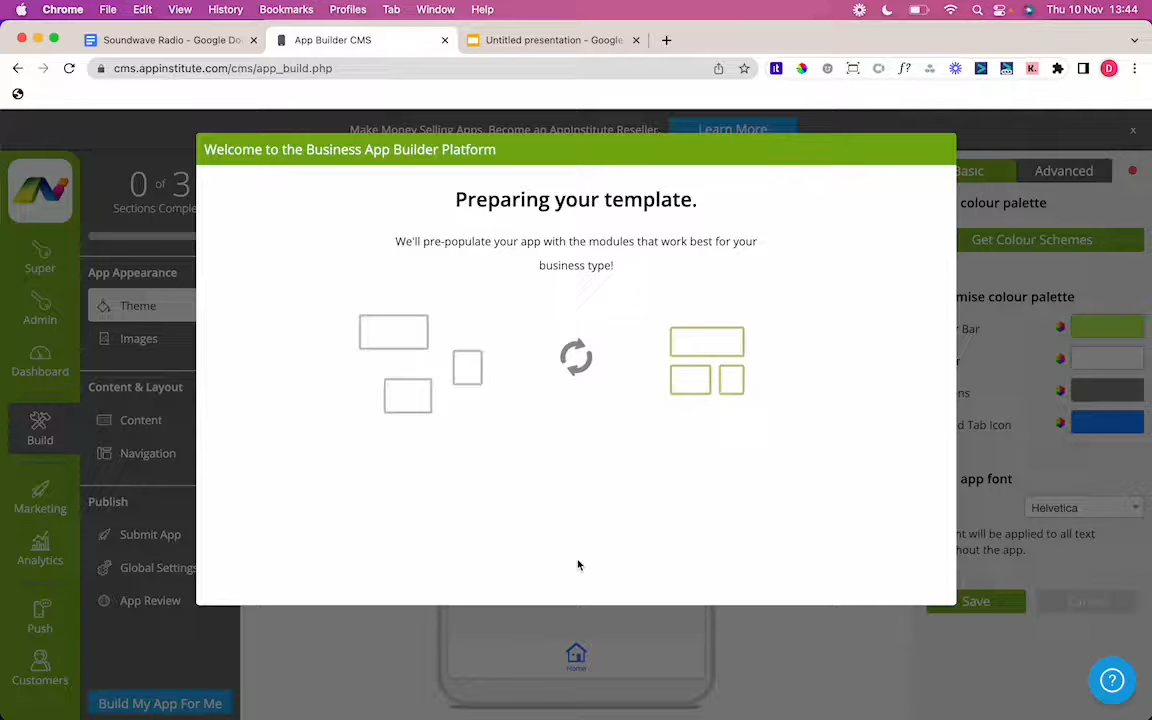 Chrome File Edit View History Bookmarks Profiles Tab Window Help Thu 10 Nov 13:44
Soundwave Radio - Google Do
App Builder CMS
Untitled presentation - Google
cms.appinstitute.com/cms/app_build.php
Make Money Selling Apps. Become an AppInstitute Reseller. Learn More x
Welcome to the Business App Builder Platform
Preparing your template.
We'll pre-populate your app with the modules that work best for your
business type!
0 of 3
Sections Comple
Super
Admin
Dashboard
Build
Marketing
Analytics
Push
Customers
App Appearance
Theme
Images
Content & Layout
Content
Navigation
Publish
Submit App
Global Settings
App Review
Build My App For Me
Home
Basic Advanced
colour palette
Get Colour Schemes
mise colour palette
Bar
r
ns
d Tab Icon
app font
Helvetica
nt will be applied to all text
hout the app.
Save Cancel